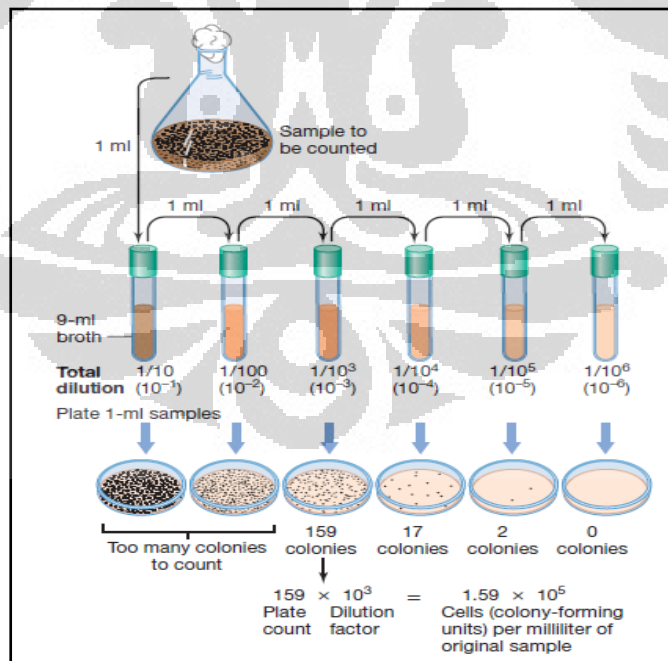 Sample to
be counted
1 ml
1 ml 1 ml 1 ml 1 ml 1 ml
9-ml
broth
Total 1/10 1/100 1/10³ 1/10⁴ 1/10⁵ 1/10⁶
dilution (10⁻¹) (10⁻²) (10⁻³) (10⁻⁴) (10⁻⁵) (10⁻⁶)
Plate 1-ml samples
159 17 2 0
colonies colonies colonies colonies
Too many colonies
to count
159 × 10³ = 1.59 × 10⁵
Plate Dilution Cells (colony-forming
count factor units) per milliliter of
original sample